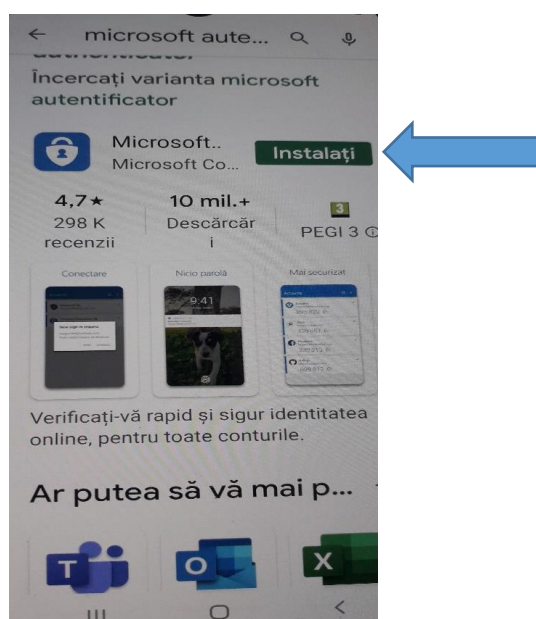 microsoft aute...
Încercați varianta microsoft
autentificator
Microsoft..
Microsoft Co...
Instalați
4,7★
298 K
recenzii
10 mil.+
Descărcăr
i
3
PEGI 3
Conectare
Nicio parolă
Mai securizat
9:41
Verificați-vă rapid și sigur identitatea
online, pentru toate conturile.
Ar putea să vă mai p...
T
O
X